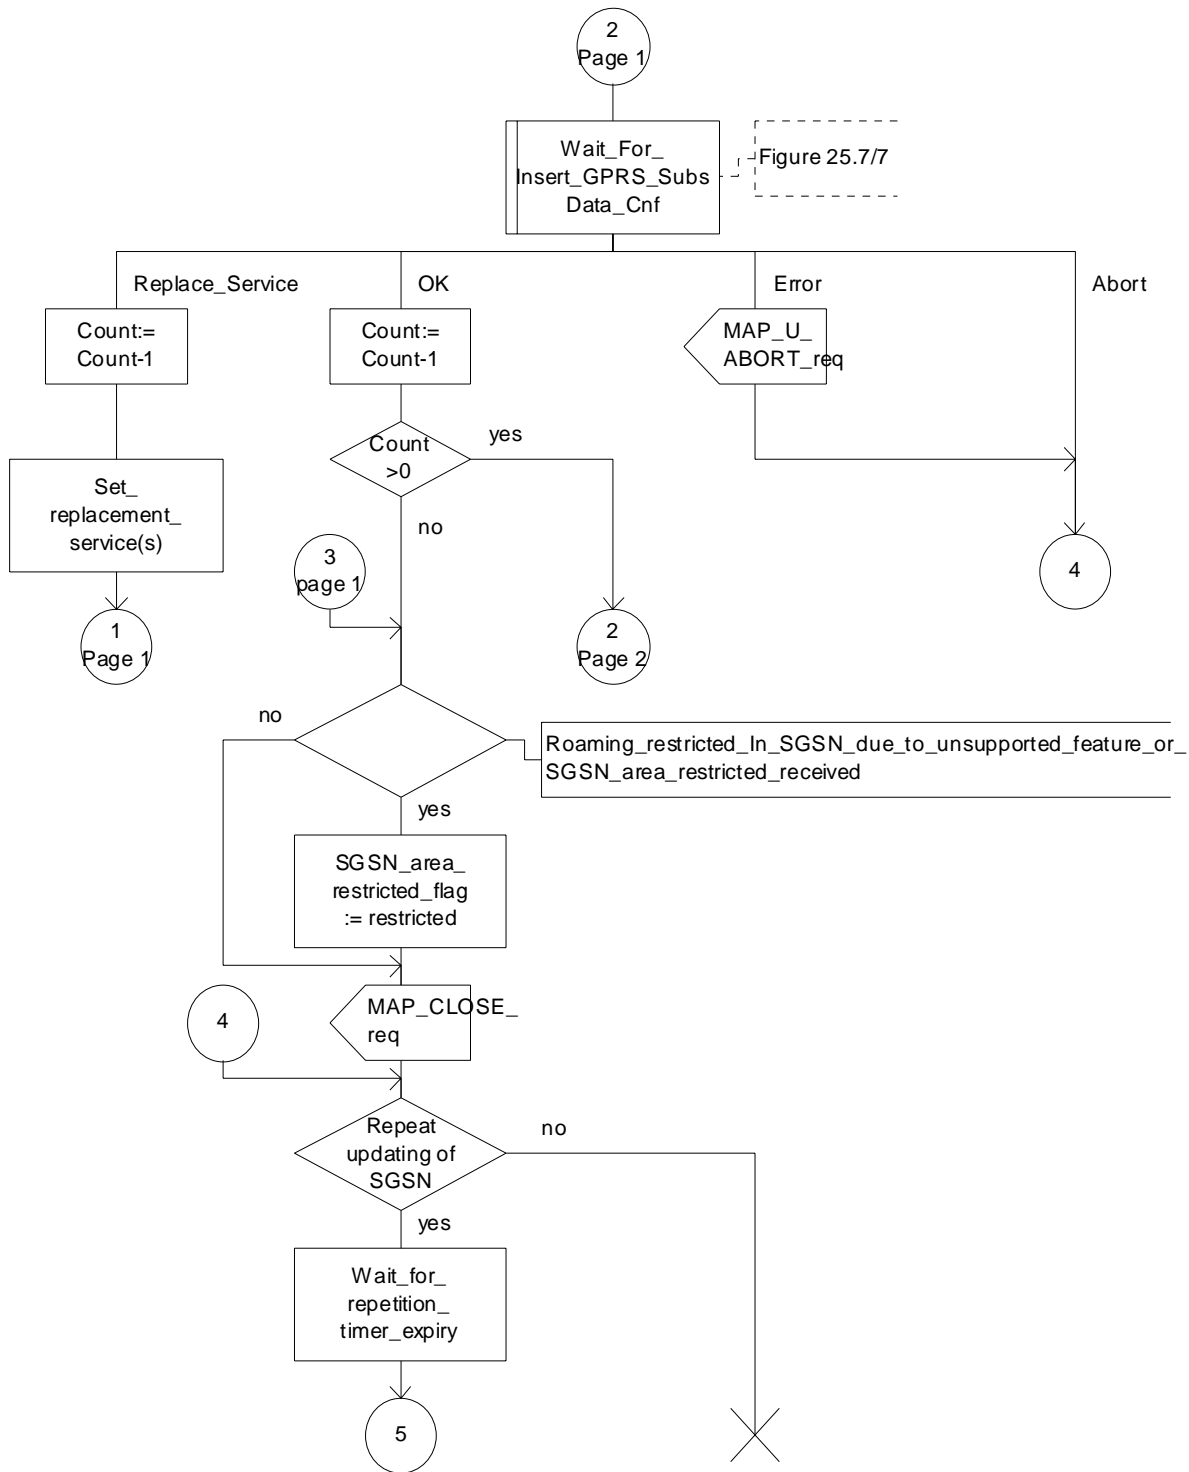 2
Page 1
Wait_For_
Insert_GPRS_Subs
Data_Cnf
Figure 25.7/7
Replace_Service
OK
Error
Abort
Count:=
Count-1
Count:=
Count-1
MAP_U_
ABORT_req
Count
>0
yes
no
Set_
replacement_
service(s)
3
page 1
4
1
Page 1
2
Page 2
no
Roaming_restricted_In_SGSN_due_to_unsupported_feature_or_
SGSN_area_restricted_received
yes
SGSN_area_
restricted_flag
:= restricted
4
MAP_CLOSE_
req
Repeat
updating of
SGSN
no
yes
Wait_for_
repetition_
timer_expiry
5